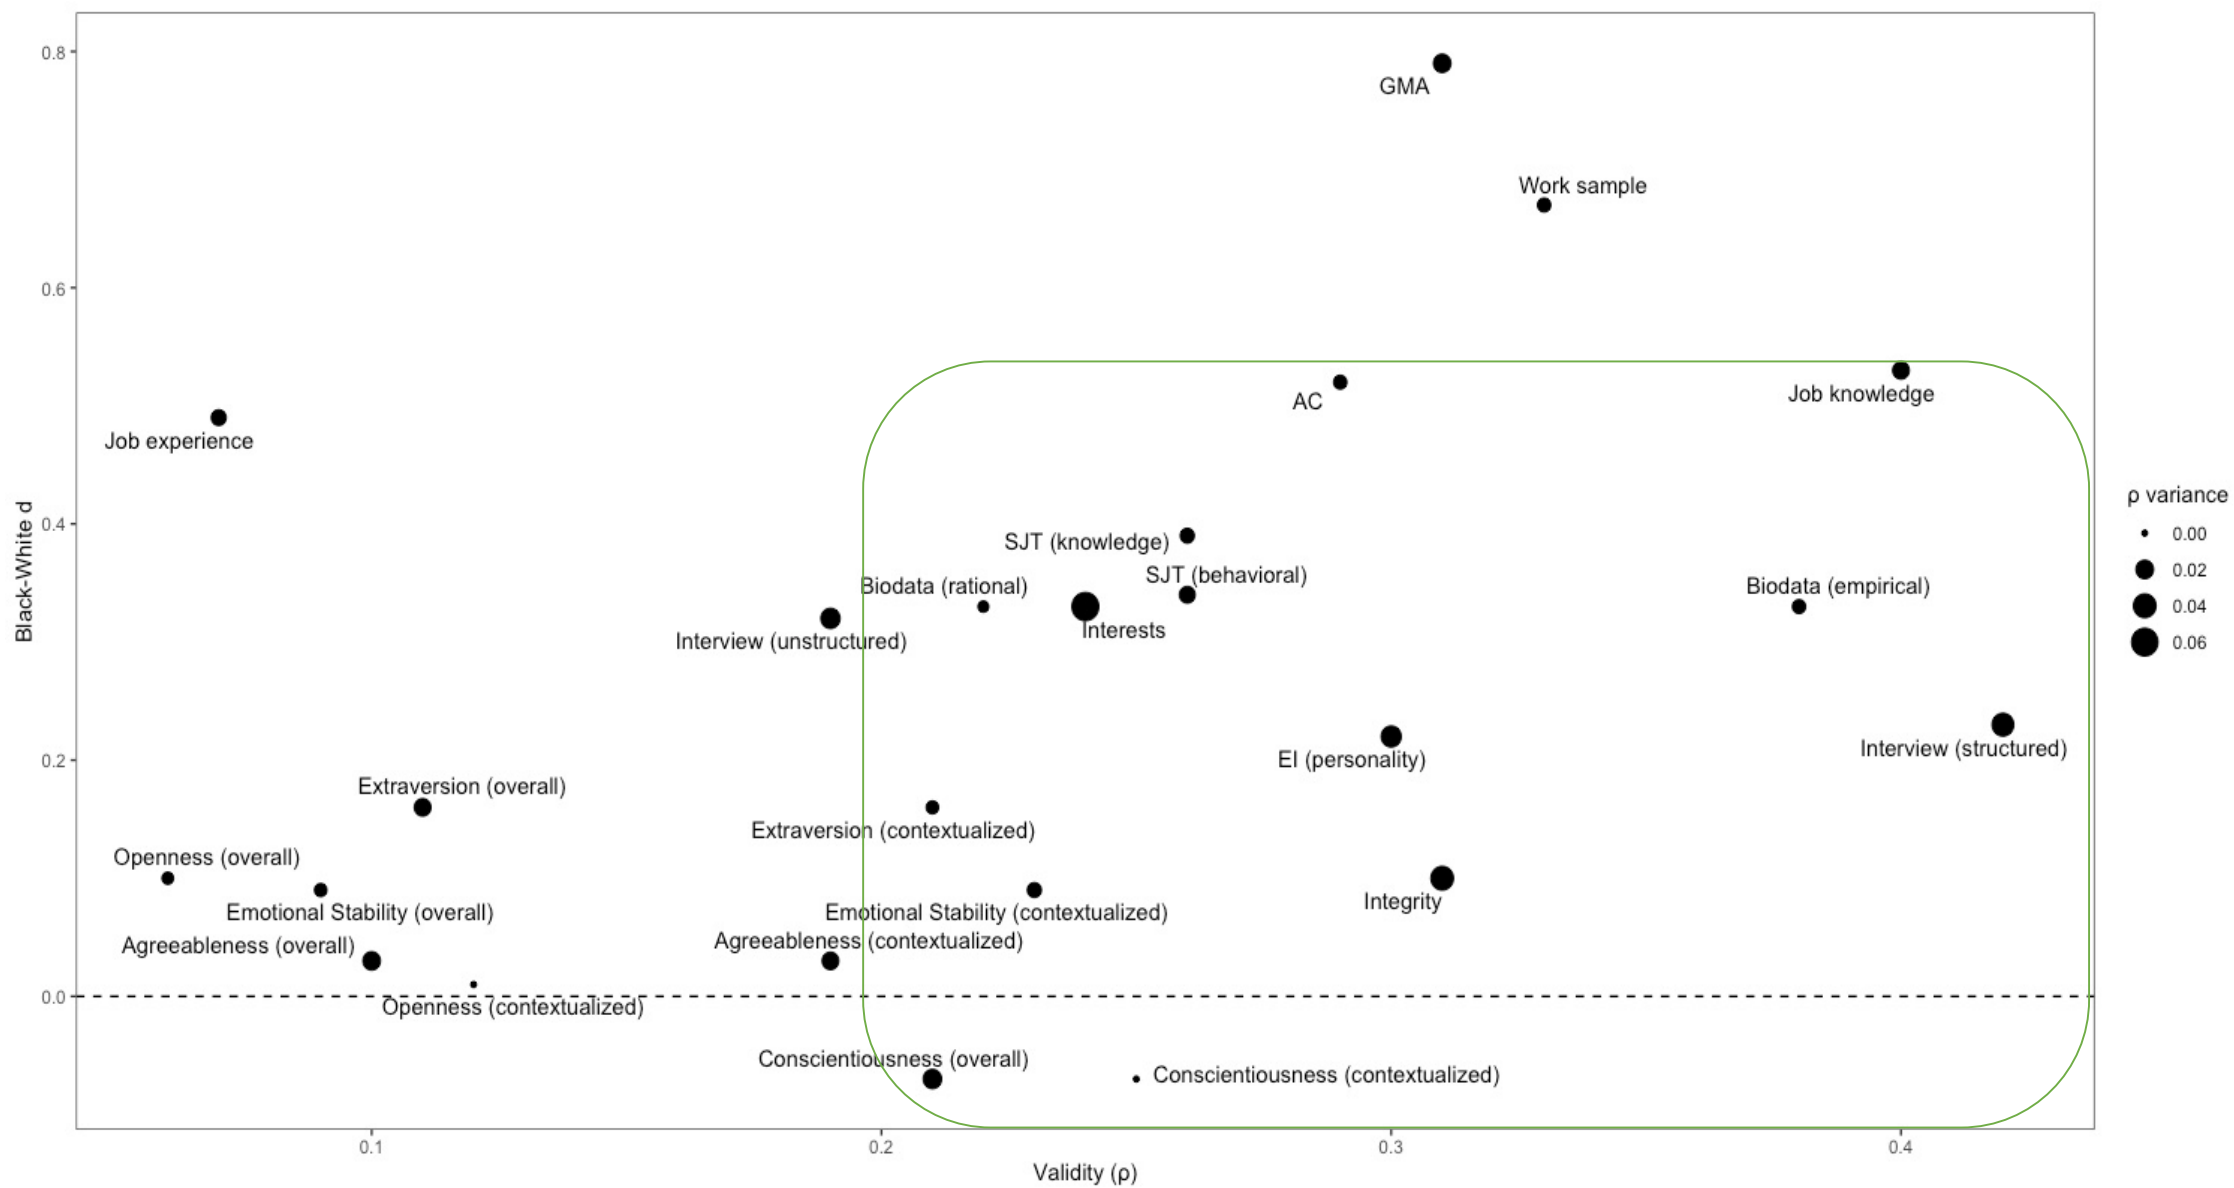 0.8
GMA
Work sample
0.6
AC
Job knowledge
Job experience
Black-White d
ρ variance
0.4
0.00
SJT (knowledge)
0.02
SJT (behavioral)
Biodata (rational)
Biodata (empirical)
0.04
Interests
Interview (unstructured)
0.06
Interview (structured)
EI (personality)
0.2
Extraversion (overall)
Extraversion (contextualized)
Openness (overall)
Integrity
Emotional Stability (overall)
Emotional Stability (contextualized)
Agreeableness (overall)
Agreeableness (contextualized)
0.0
Openness (contextualized)
Conscientiousness (overall)
Conscientiousness (contextualized)
0.1
0.2
0.3
0.4
Validity (ρ)